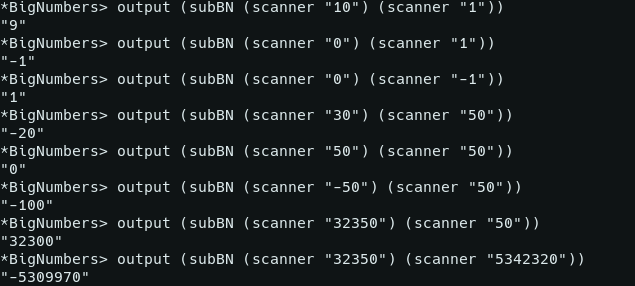 *BigNumbers> output (subBN (scanner "10") (scanner "1"))
"9"
*BigNumbers> output (subBN (scanner "0") (scanner "1"))
"-1"
*BigNumbers> output (subBN (scanner "0") (scanner "-1"))
"1"
*BigNumbers> output (subBN (scanner "30") (scanner "50"))
"-20"
*BigNumbers> output (subBN (scanner "50") (scanner "50"))
"0"
*BigNumbers> output (subBN (scanner "-50") (scanner "50"))
"-100"
*BigNumbers> output (subBN (scanner "32350") (scanner "50"))
"32300"
*BigNumbers> output (subBN (scanner "32350") (scanner "5342320"))
"-5309970"